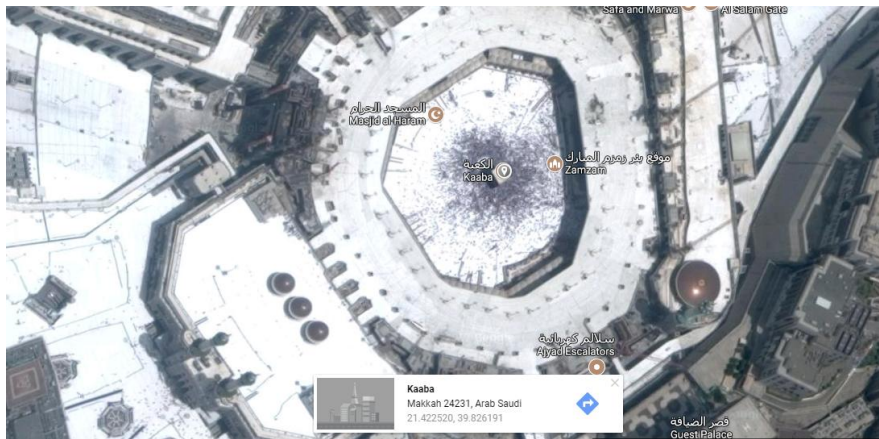 Safa and Marwa
Al Salam Gate
المسجد الحرام
Masjid al-Haram
موقع بئر زمزم المبارك
Zamzam
الكعبة
Kaaba
سلالم كهربائية
Ajyad Escalators
Kaaba
Makkah 24231, Arab Saudi
21.422520, 39.826191
قصر الضيافة
Guest Palace